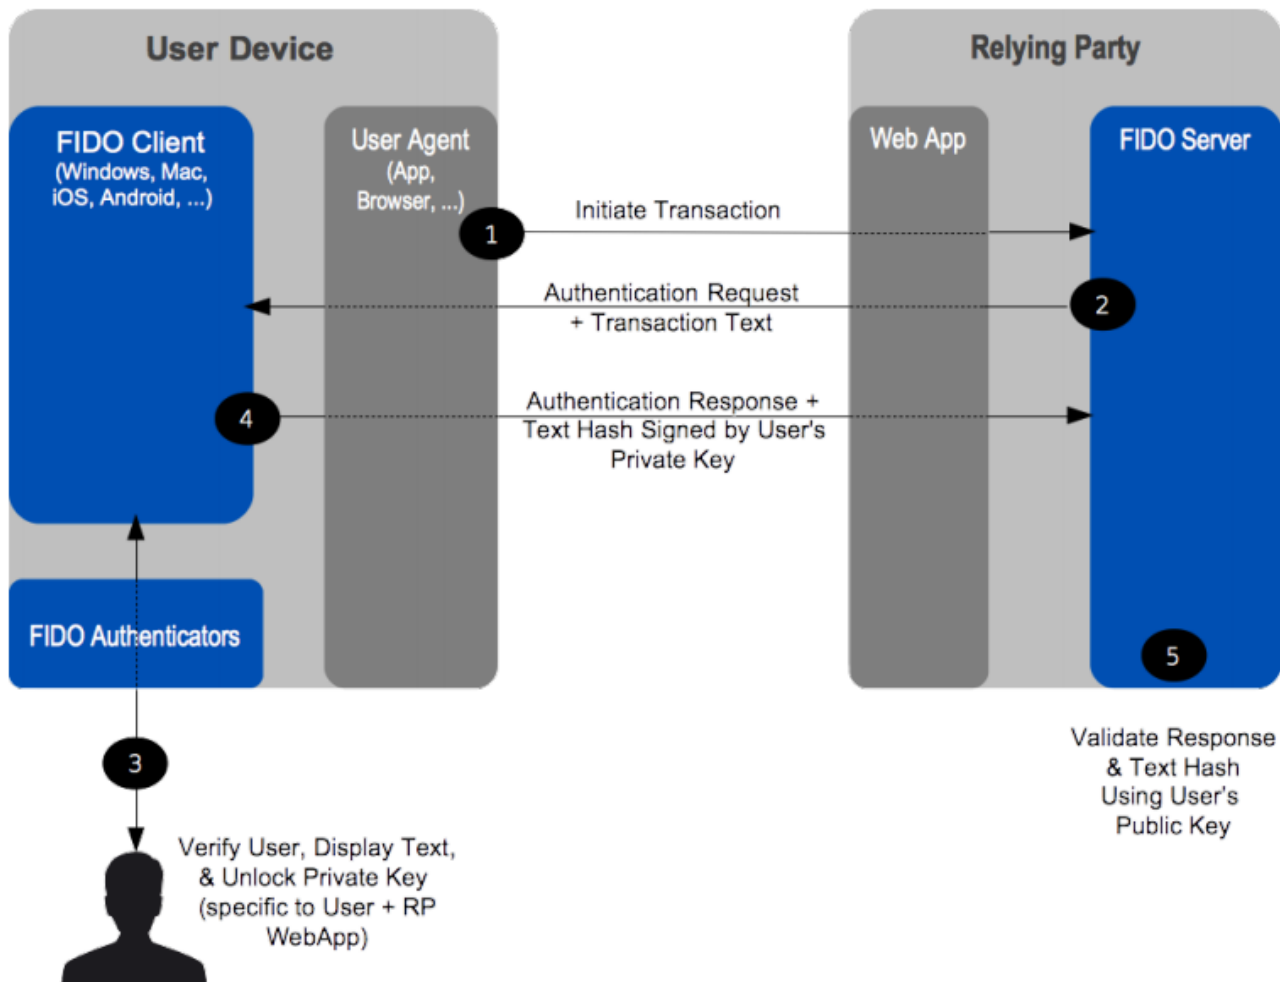 User Device
Relying Party
FIDO Client
(Windows, Mac,
iOS, Android, ...)
User Agent
(App,
Browser, ...)
Web App
FIDO Server
1
Initiate Transaction
2
Authentication Request
+ Transaction Text
4
Authentication Response +
Text Hash Signed by User's
Private Key
FIDO Authenticators
5
Validate Response
& Text Hash
Using User's
Public Key
3
Verify User, Display Text,
& Unlock Private Key
(specific to User + RP
WebApp)